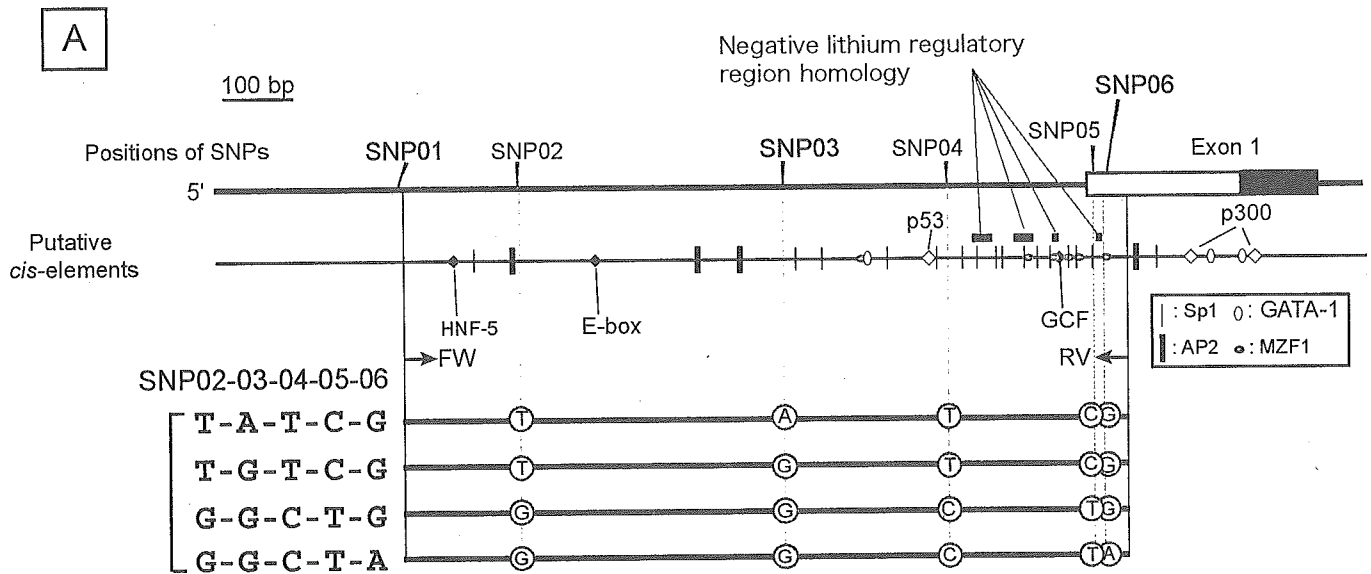 A
Negative lithium regulatory
region homology
100 bp
SNP06
SNP05
Positions of SNPs
SNP01
SNP02
SNP03
SNP04
Exon 1
5'
Putative
cis-elements
p53
p300
HNF-5
E-box
GCF
| : Sp1 : GATA-1
: AP2 : MZF1
FW
RV
SNP02-03-04-05-06
T-A-T-C-G
T A T C G
T-G-T-C-G
T G T C G
G-G-C-T-G
G G C T G
G-G-C-T-A
G G C T A